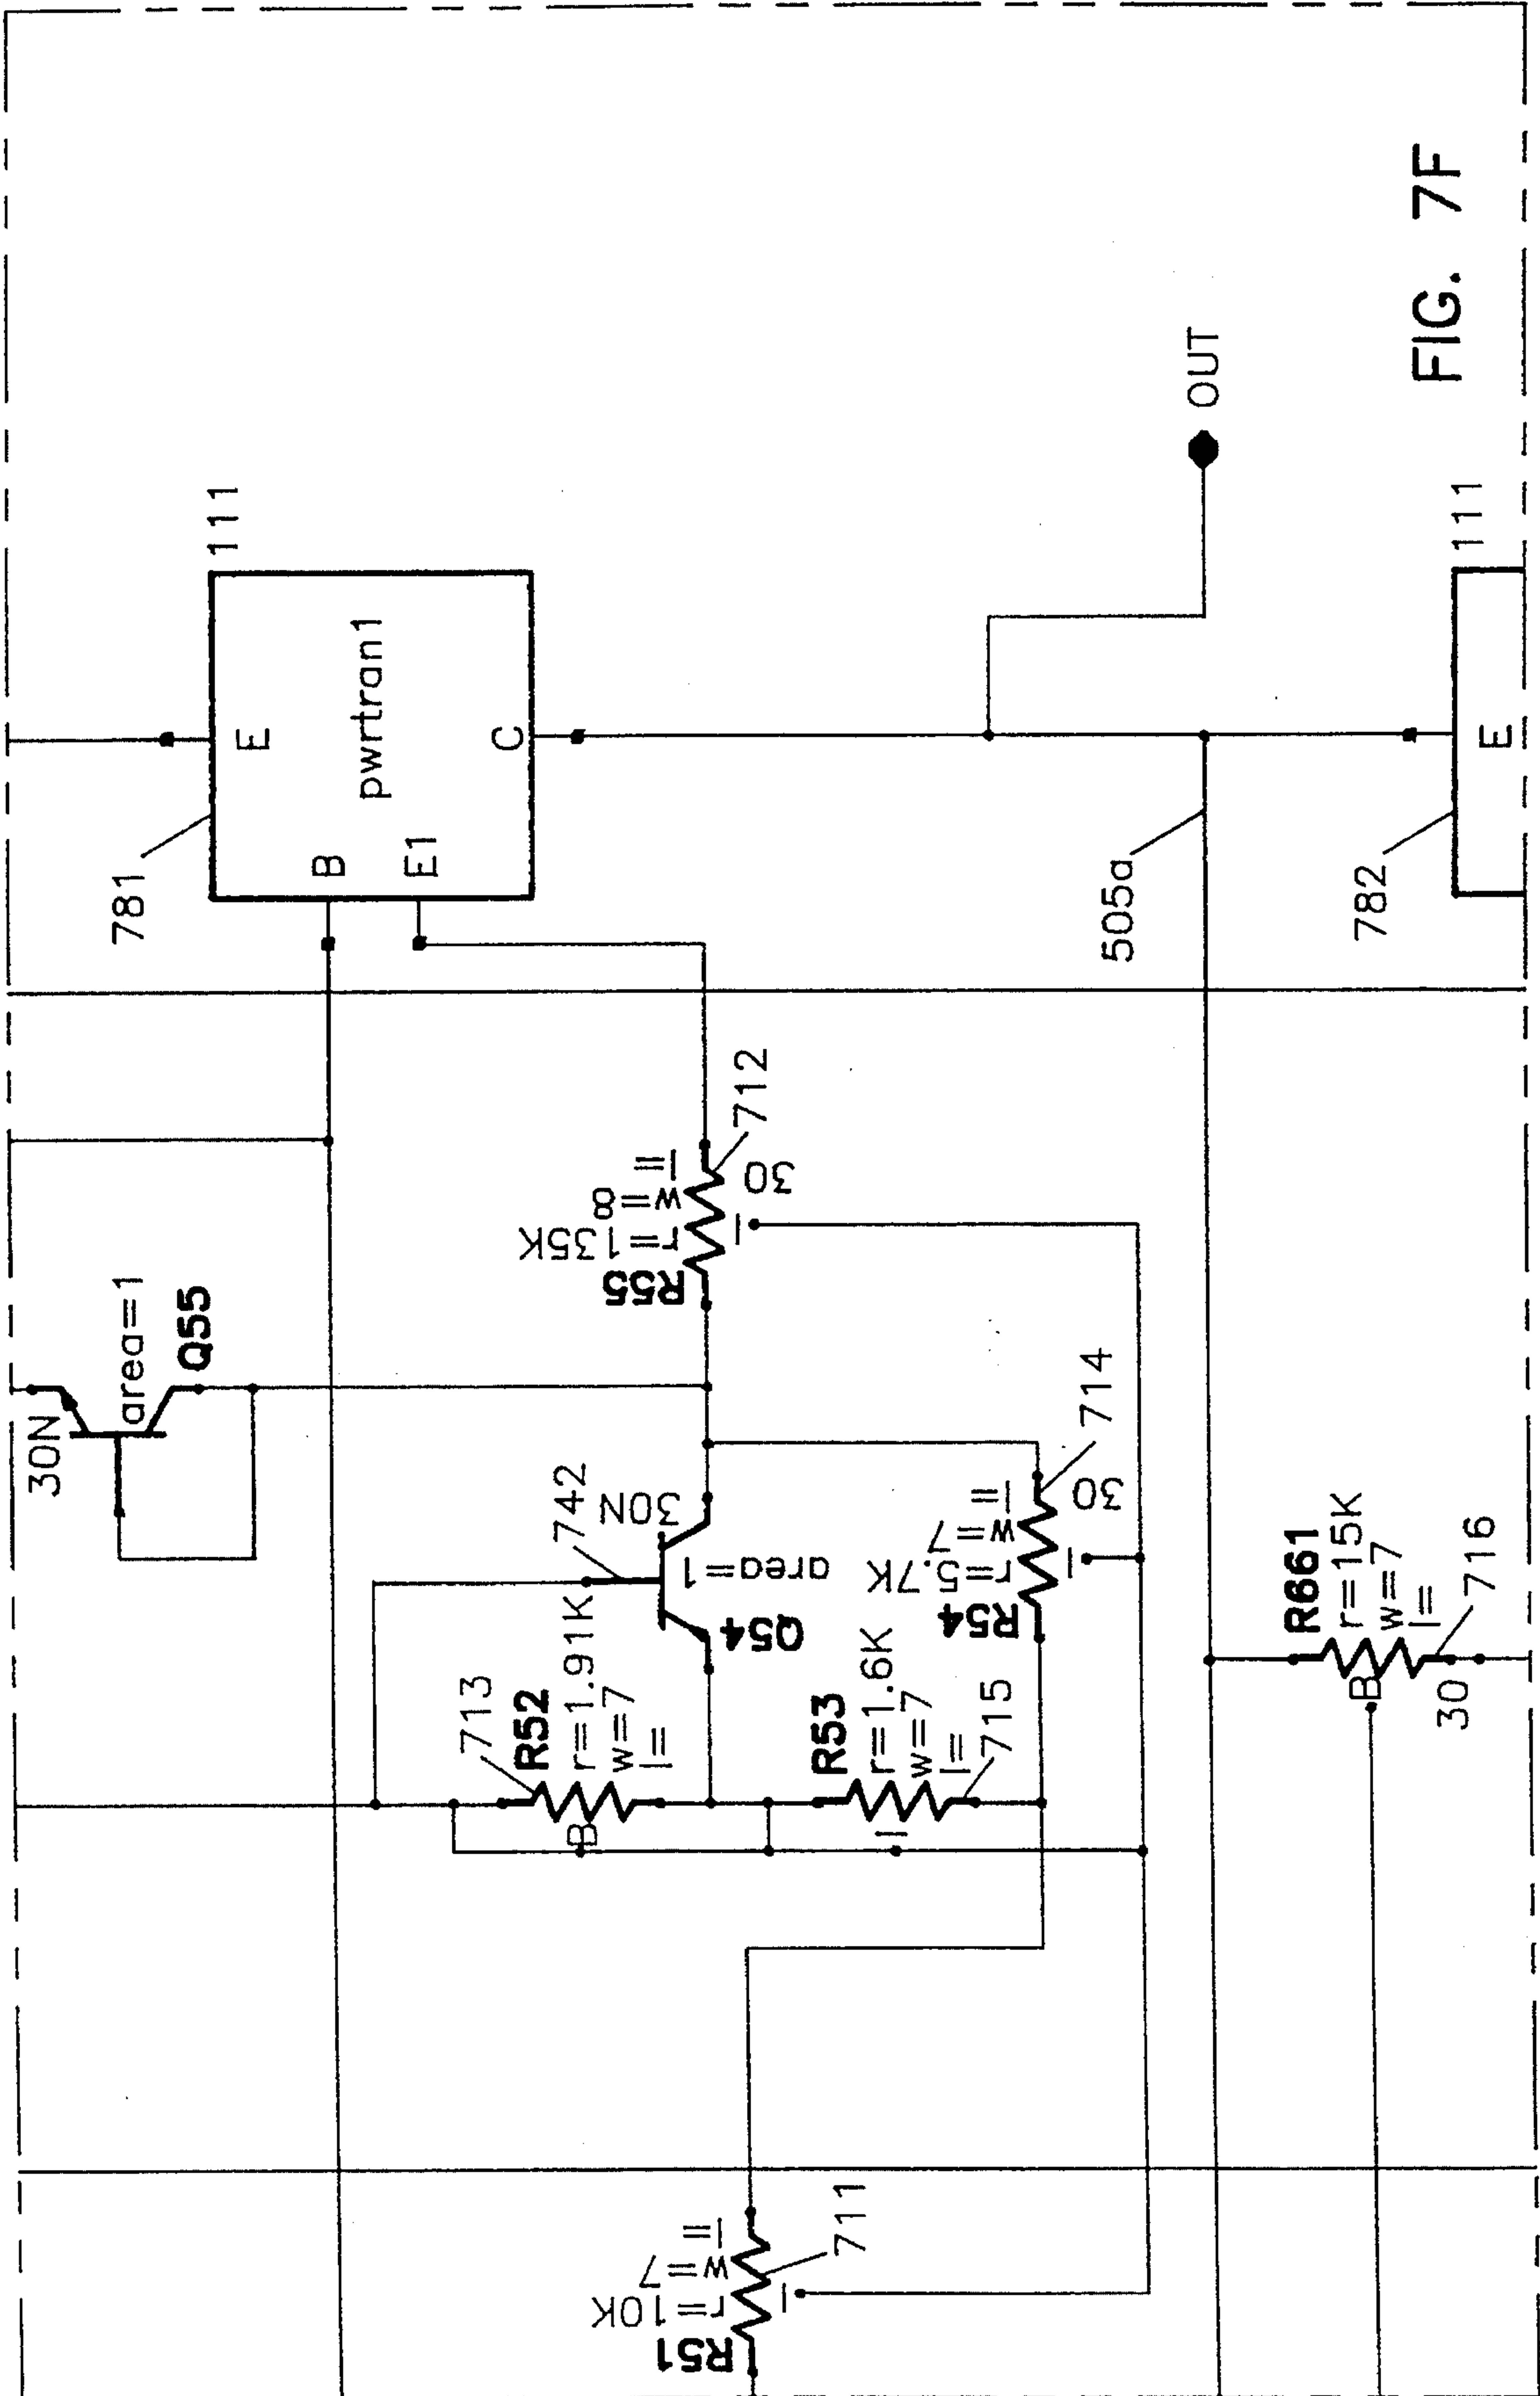 30N
area=1
Q55
111
E
pwrtran1
B
E1
C
781
742
30N
area=1
Q54
713
R52
r=1.91K
w=7
l=
B
R53
r=1.6K
w=7
l=
715
I
R55
r=135K
w=8
l=
30
712
I
R54
r=5.7K
w=7
l=
30
714
I
R51
r=10K
w=7
l=
711
I
R661
r=15K
w=7
l=
716
B
30
505a
OUT
782
111
E
FIG. 7F